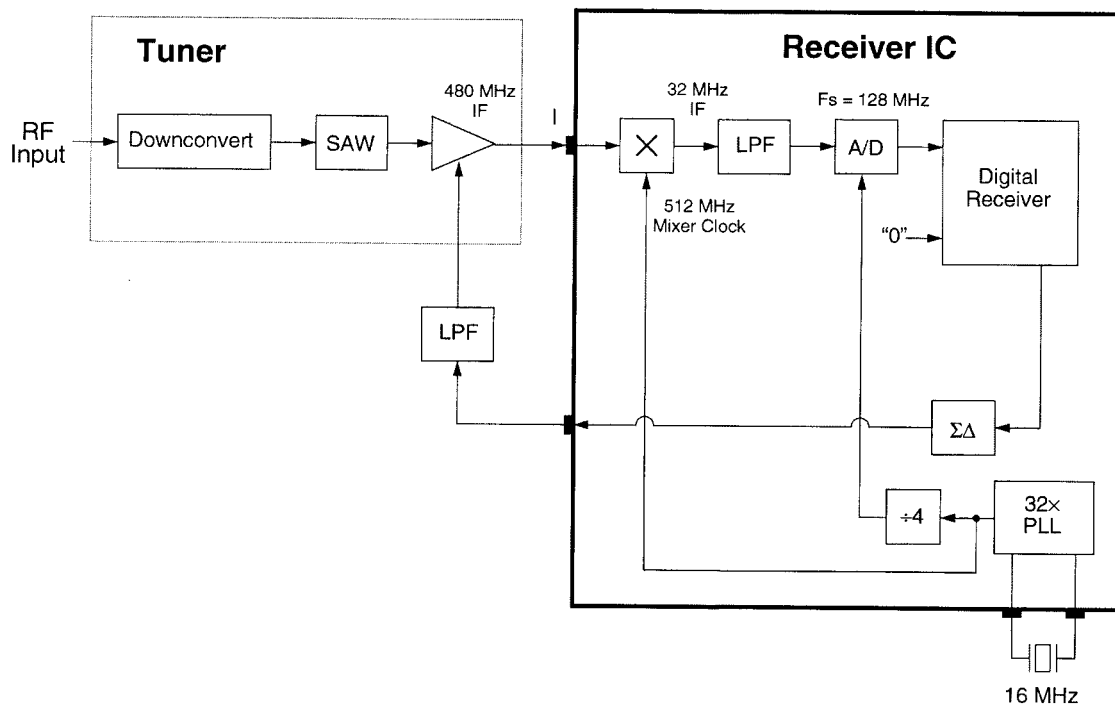 Tuner
Receiver IC
480 MHz
IF
I
32 MHz
IF
Fs = 128 MHz
RF
Input
Downconvert
SAW
×
LPF
A/D
Digital
Receiver
512 MHz
Mixer Clock
“0”
LPF
ΣΔ
÷4
32×
PLL
16 MHz